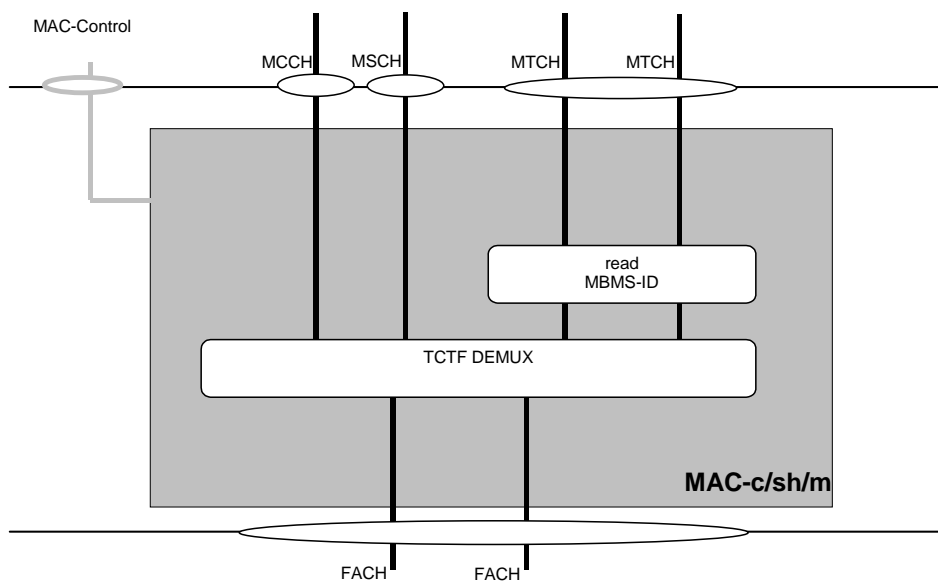 MAC-Control
MCCH
MSCH
MTCH
MTCH
read
MBMS-ID
TCTF DEMUX
MAC-c/sh/m
FACH
FACH